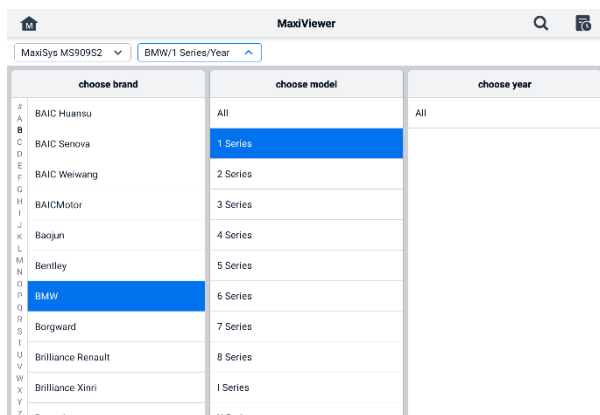 M
MaxiViewer
MaxiSys MS909S2
BMW/1 Series/Year
choose brand
choose model
choose year
#
A
B
C
D
E
F
G
H
I
J
K
L
M
N
O
P
Q
R
S
T
U
V
W
X
Y
Z
BAIC Huansu
BAIC Senova
BAIC Weiwang
BAICMotor
Baojun
Bentley
BMW
Borgward
Brilliance Renault
Brilliance Xinri
All
1 Series
2 Series
3 Series
4 Series
5 Series
6 Series
7 Series
8 Series
I Series
All